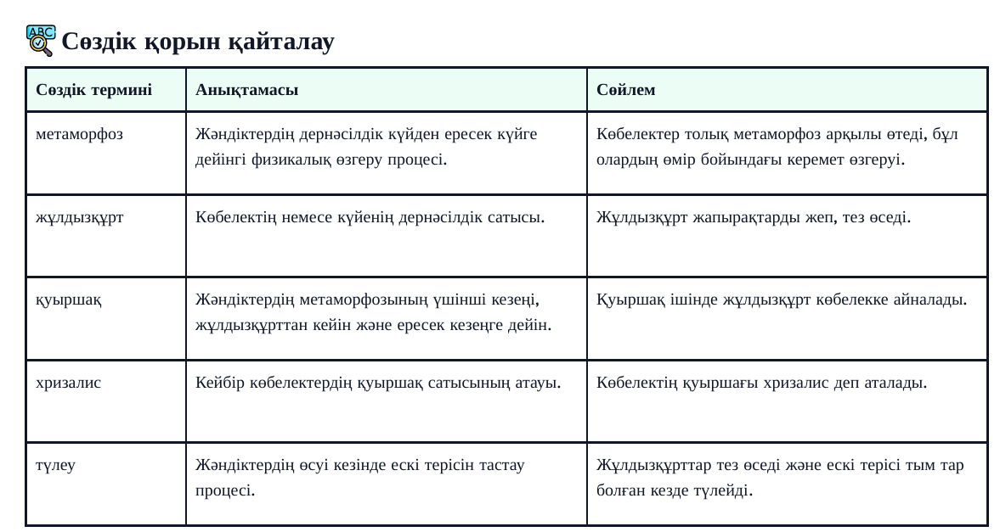 ABC
Сөздік қорын қайталау
Сөздік термині
Анықтамасы
Сөйлем
метаморфоз
Жәндіктердің дернәсілдік күйден ересек күйге
дейінгі физикалық өзгеру процесі.
Көбелектер толық метаморфоз арқылы өтеді, бұл
олардың өмір бойындағы керемет өзгеруі.
жұлдызқұрт
Көбелектің немесе күйенің дернәсілдік сатысы.
Жұлдызқұрт жапырақтарды жеп, тез өседі.
қуыршақ
Жәндіктердің метаморфозының үшінші кезеңі,
жұлдызқұрттан кейін және ересек кезеңге дейін.
Қуыршақ ішінде жұлдызқұрт көбелекке айналады.
хризалис
Кейбір көбелектердің қуыршақ сатысының атауы.
Көбелектің қуыршағы хризалис деп аталады.
түлеу
Жәндіктердің өсуі кезінде ескі терісін тастау
процесі.
Жұлдызқұрттар тез өседі және ескі терісі тым тар
болған кезде түлейді.